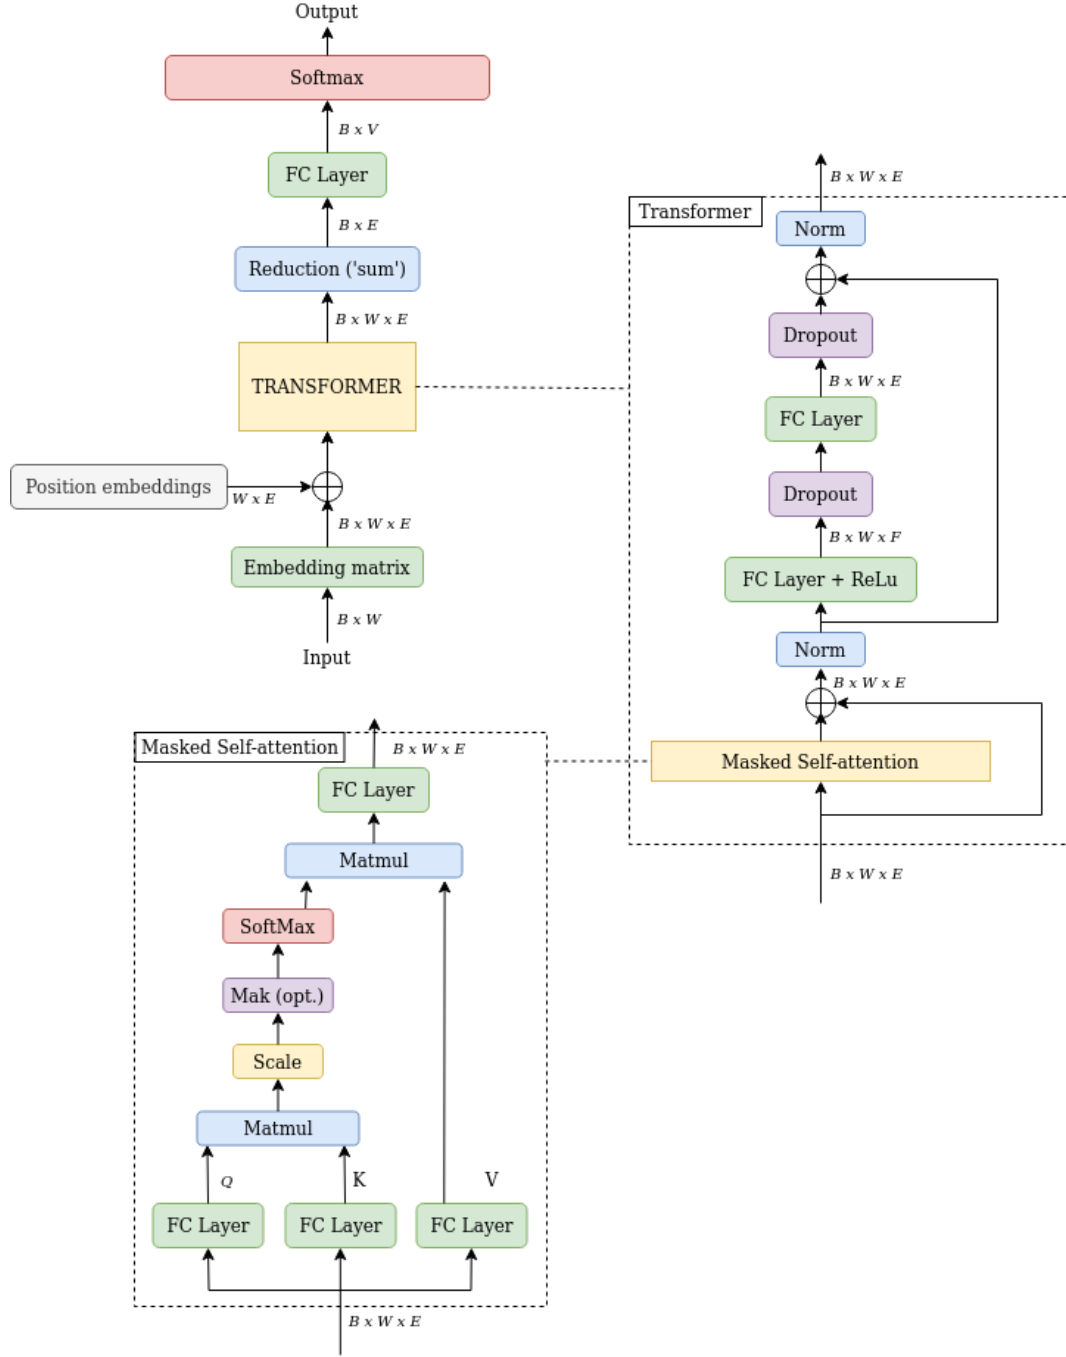 Output
Softmax
B x V
FC Layer
B x E
Reduction ('sum')
B x W x E
TRANSFORMER
Position embeddings
W x E
B x W x E
Embedding matrix
B x W
Input
B x W x E
Transformer
Norm
Dropout
B x W x E
FC Layer
Dropout
B x W x F
FC Layer + ReLu
Norm
B x W x E
Masked Self-attention
B x W x E
Masked Self-attention
B x W x E
FC Layer
Matmul
SoftMax
Mak (opt.)
Scale
Matmul
Q
K
V
FC Layer
FC Layer
FC Layer
B x W x E